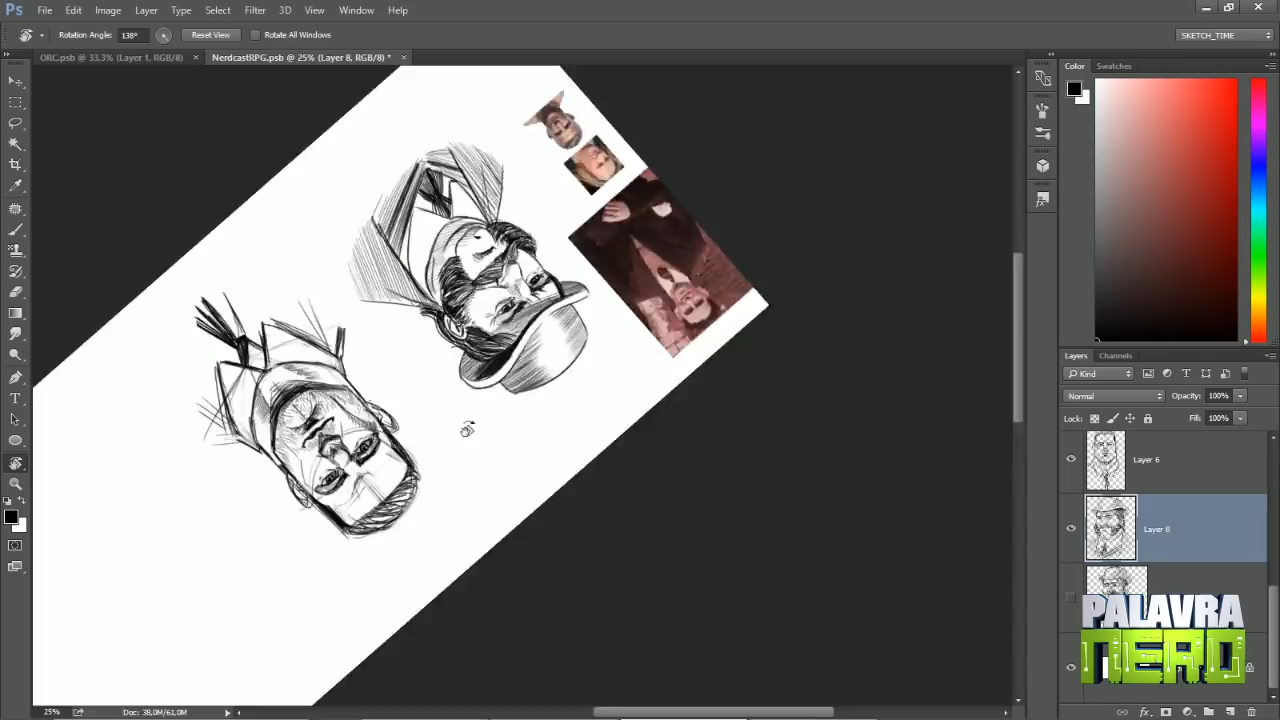 Ps File Edit Image Layer Type Select Filter 3D View Window Help
Rotation Angle: 138° Reset View Rotate All Windows SKETCH_TIME
ORC.psb @ 33,3% (Layer 1, RGB/8) × NerdcastRPG.psb @ 25% (Layer 8, RGB/8) * ×
Color Swatches
Layers Channels
Kind
Normal Opacity: 100%
Lock: Fill: 100%
Layer 6
Layer 8
PALAVRA
NERD
25% Doc: 38,0M/61,0M
fx